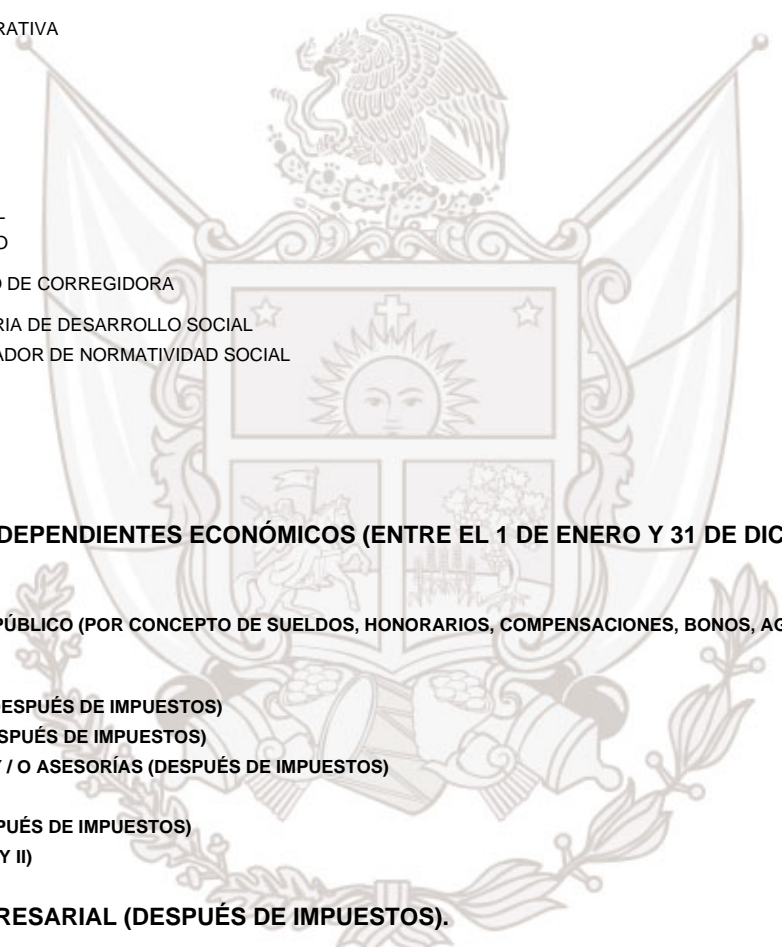 RATIVA
L
O
O DE CORREGIDORA
RIA DE DESARROLLO SOCIAL
ADOR DE NORMATIVIDAD SOCIAL
DEPENDIENTES ECONÓMICOS (ENTRE EL 1 DE ENERO Y 31 DE DIC
PÚBLICO (POR CONCEPTO DE SUELDOS, HONORARIOS, COMPENSACIONES, BONOS, AG
DESPUÉS DE IMPUESTOS)
SPUÉS DE IMPUESTOS)
Y / O ASESORÍAS (DESPUÉS DE IMPUESTOS)
PUÉS DE IMPUESTOS)
Y II)
RESARIAL (DESPUÉS DE IMPUESTOS).